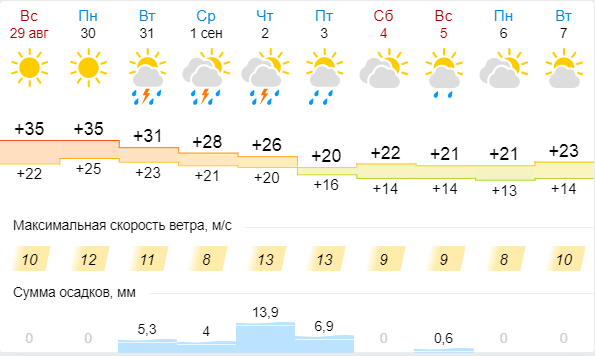 Вс Пн Вт Ср Чт Пт Сб Вс Пн Вт
29 авг 30 31 1 сен 2 3 4 5 6 7
+35 +35 +31 +28 +26 +20 +22 +21 +21 +23
+22 +25 +23 +21 +20 +16 +14 +14 +13 +14
Максимальная скорость ветра, м/с
10 12 11 8 13 13 9 9 8 10
Сумма осадков, мм
0 0 5,3 4 13,9 6,9 0 0,6 0 0